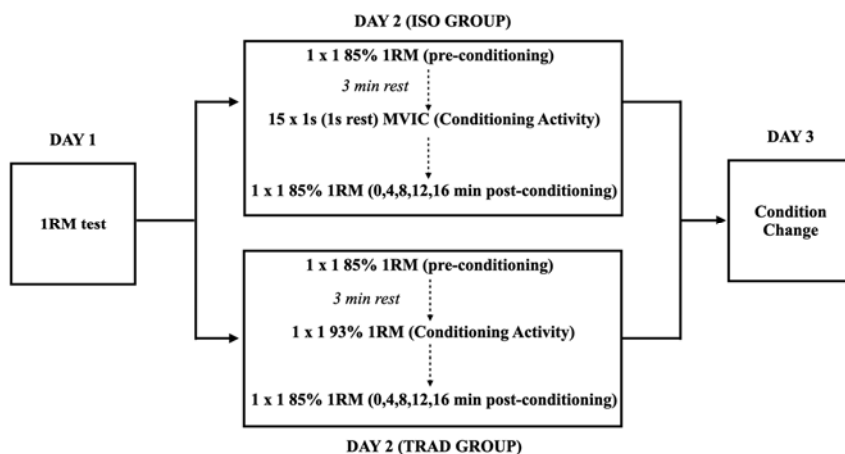 DAY 2 (ISO GROUP)
1 x 1 85% 1RM (pre-conditioning)
3 min rest
15 x 1s (1s rest) MVIC (Conditioning Activity)
1 x 1 85% 1RM (0,4,8,12,16 min post-conditioning)
DAY 1
1RM test
DAY 3
Condition
Change
1 x 1 85% 1RM (pre-conditioning)
3 min rest
1 x 1 93% 1RM (Conditioning Activity)
1 x 1 85% 1RM (0,4,8,12,16 min post-conditioning)
DAY 2 (TRAD GROUP)